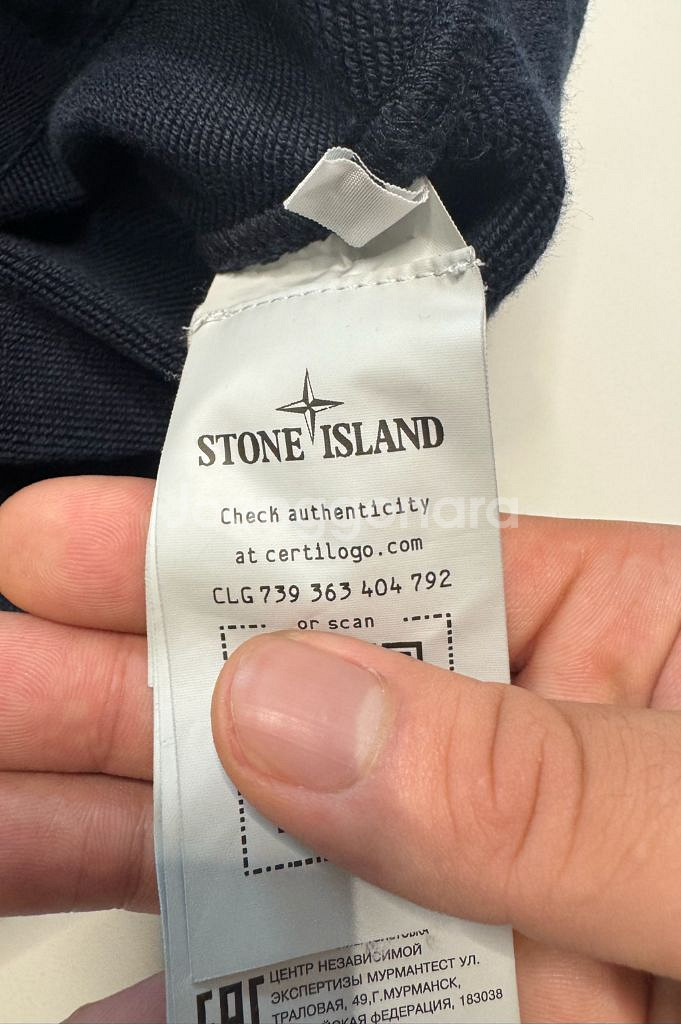 STONE ISLAND
Check authenticity
at certilogo.com
CLG 739 363 404 792
or scan
ЦЕНТР НЕЗАВИСИМОЙ
ЭКСПЕРТИЗЫ МУРМАНТЕСТ УЛ.
ТРАЛОВАЯ, 49,Г.МУРМАНСК,
ФЕДЕРАЦИЯ, 183038